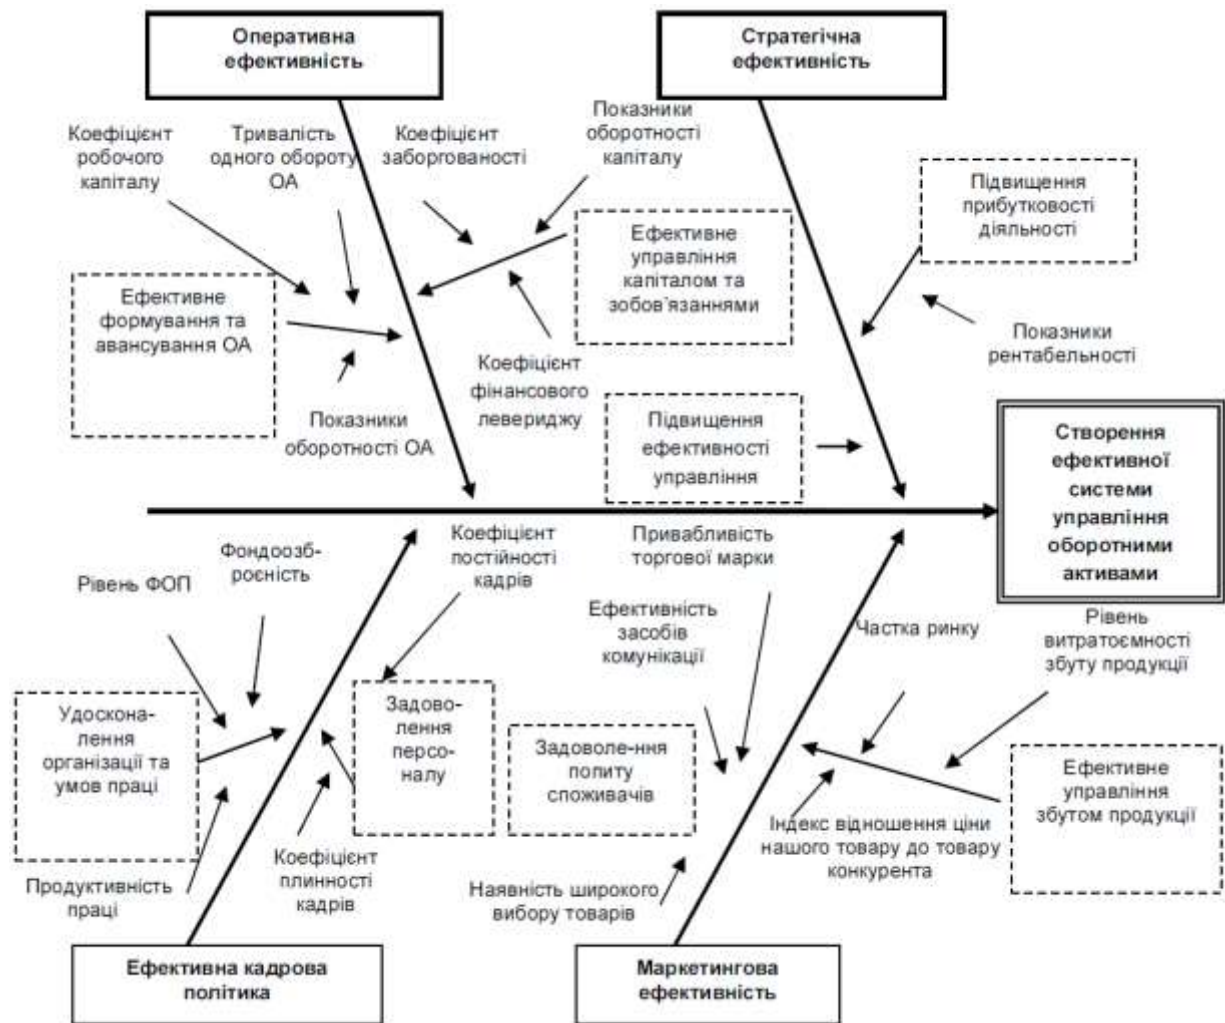 Оперативна
ефективність
Стратегічна
ефективність
Коефіцієнт
робочого
капіталу
Тривалість
одного обороту
ОА
Коефіцієнт
заборгованості
Показники
оборотності
капіталу
Підвищення
прибутковості
діяльності
Ефективне
формування та
авансування ОА
Ефективне
управління
капіталом та
зобов’язаннями
Показники
рентабельності
Показники
оборотності ОА
Коефіцієнт
фінансового
левериджу
Підвищення
ефективності
управління
Створення
ефективної
системи
управління
оборотними
активами
Рівень ФОП
Фондоозб-
роєність
Коефіцієнт
постійності
кадрів
Привабливість
торгової марки
Ефективність
засобів
комунікації
Частка ринку
Рівень
витратоємності
збуту продукції
Удоскона-
лення
організації та
умов праці
Задово-
лення
персо-
налу
Задоволе-ння
попиту
споживачів
Ефективне
управління
збутом продукції
Продуктивність
праці
Коефіцієнт
плинності
кадрів
Наявність широкого
вибору товарів
Індекс відношення ціни
нашого товару до товару
конкурента
Ефективна кадрова
політика
Маркетингова
ефективність